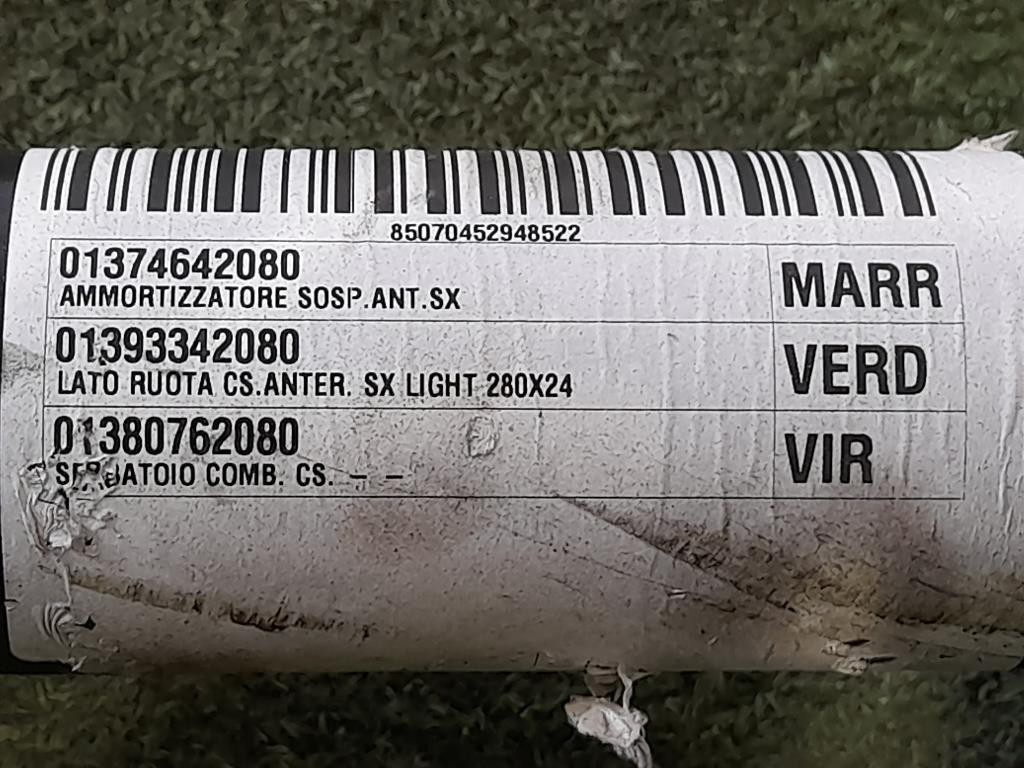 85070452948522
01374642080
AMMORTIZZATORE SOSP.ANT.SX
MARR
01393342080
LATO RUOTA CS.ANTER. SX LIGHT 280X24
VERD
01380762080
SERBATOIO COMB. CS. – –
VIR